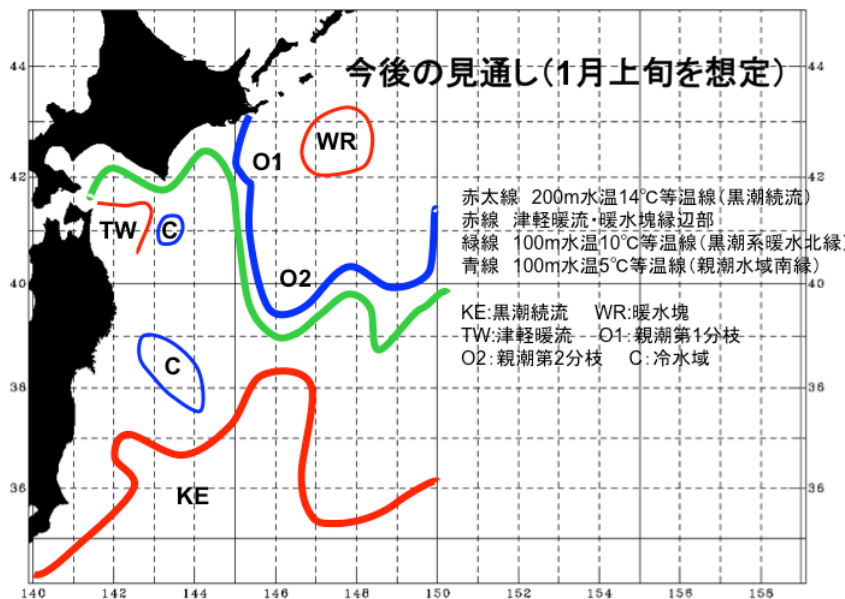 今後の見通し(1月上旬を想定)
44
WR
O1
42
TW
C
赤太線 200m水温14℃等温線(黒潮続流)
赤線 津軽暖流・暖水塊縁辺部
緑線 100m水温10℃等温線(黒潮系暖水北縁)
青線 100m水温5℃等温線(親潮水域南縁)
O2
40
40
KE:黒潮続流 WR:暖水塊
TW:津軽暖流 O1:親潮第1分枝
O2:親潮第2分枝 C:冷水域
C
38
38
KE
36
36
140 142 144 146 148 150 152 154 156 158